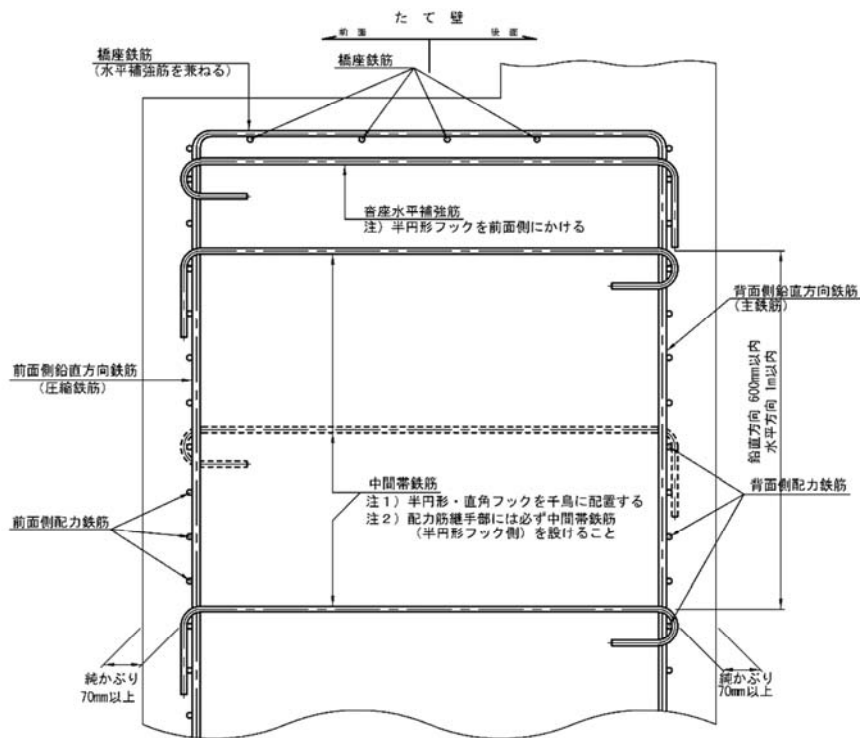 たて壁
前面
後面
橋座鉄筋
(水平補強筋を兼ねる)
橋座鉄筋
沓座水平補強筋
注)半円形フックを前面側にかける
背面側鉛直方向鉄筋
(主鉄筋)
前面側鉛直方向鉄筋
(圧縮鉄筋)
鉛直方向 600mm以内
水平方向 1m以内
中間帯鉄筋
注1)半円形・直角フックを千鳥に配置する
注2)配力筋継手部には必ず中間帯鉄筋
(半円形フック側)を設けること
前面側配力鉄筋
背面側配力鉄筋
純かぶり
70mm以上
純かぶり
70mm以上